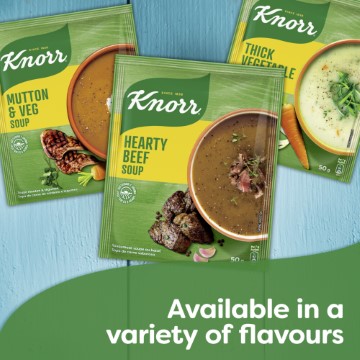 Knorr
MUTTON
& VEG
SOUP
Knorr
HEARTY
BEEF
SOUP
50 g
Knorr
THICK
VEGETABLE
50 g
Available in a
variety of flavours